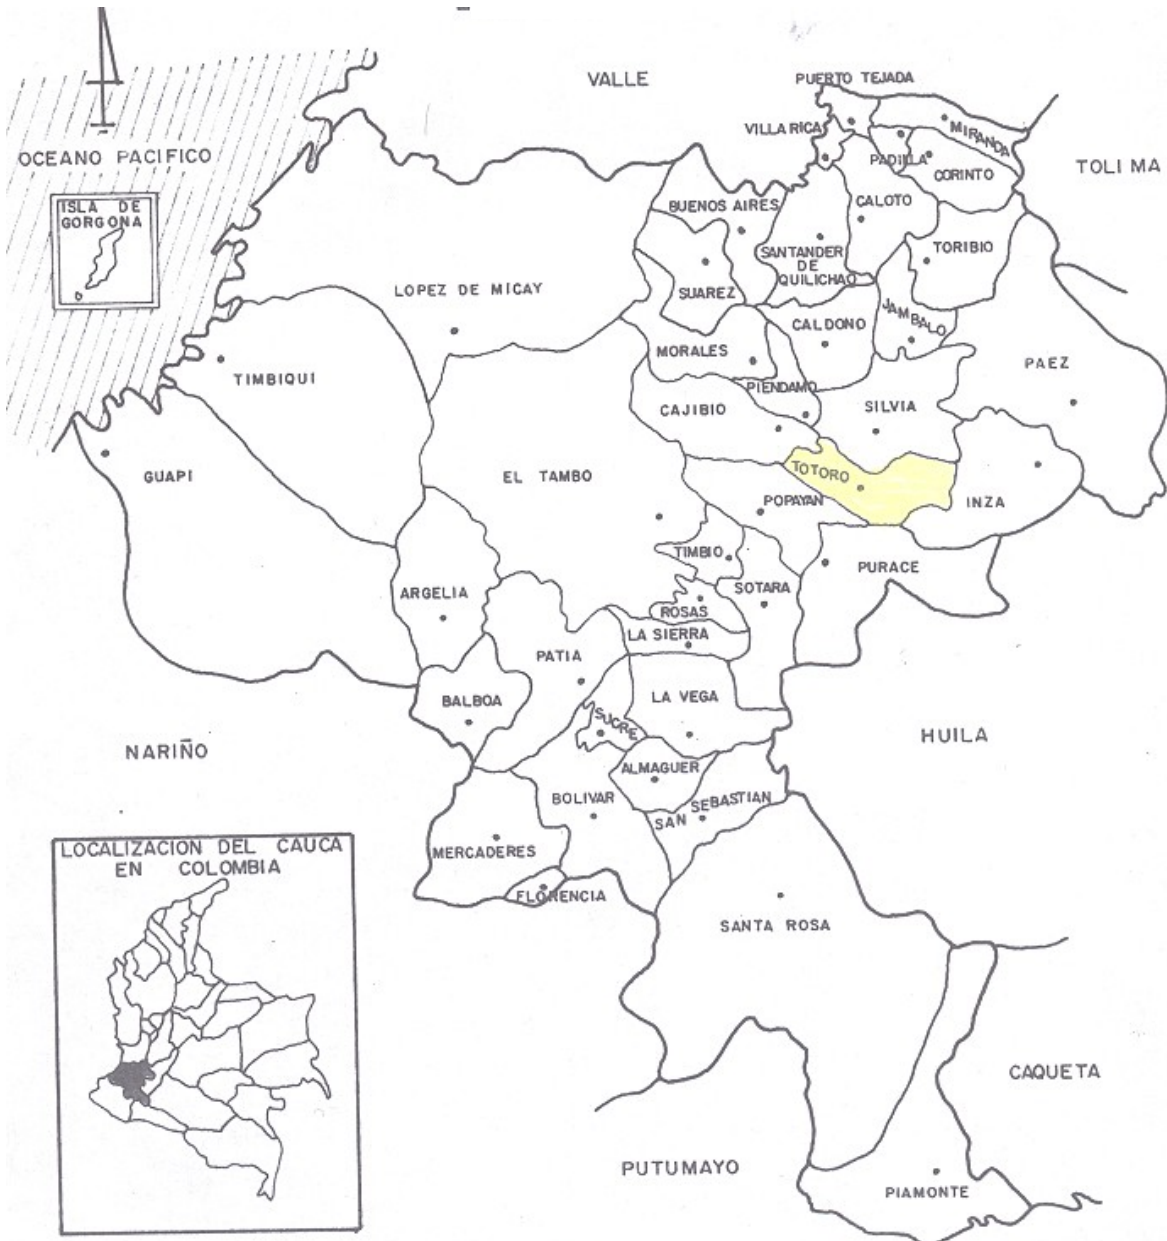 VALLE
PUERTO TEJADA
VILLA RICA
MIRANDA
PADILLA
CORINTO
TOLIMA
OCEANO PACIFICO
ISLA DE
GORGONA
BUENOS AIRES
CALOTO
SANTANDER
DE
QUILICHAO
TORIBIO
LOPEZ DE MICAY
SUAREZ
CALDONO
JAMBALO
MORALES
PAEZ
TIMBIQUI
PIENDAMO
CAJIBIO
SILVIA
GUAPI
EL TAMBO
TOTORO
POPAYAN
INZA
TIMBIO
PURACE
ARGELIA
SOTARA
ROSAS
LA SIERRA
PATIA
BALBOA
LA VEGA
SUCRE
NARIÑO
HUILA
ALMAGUER
BOLIVAR
SAN SEBASTIAN
MERCADERES
FLORENCIA
SANTA ROSA
LOCALIZACION DEL CAUCA
EN COLOMBIA
CAQUETA
PUTUMAYO
PIAMONTE